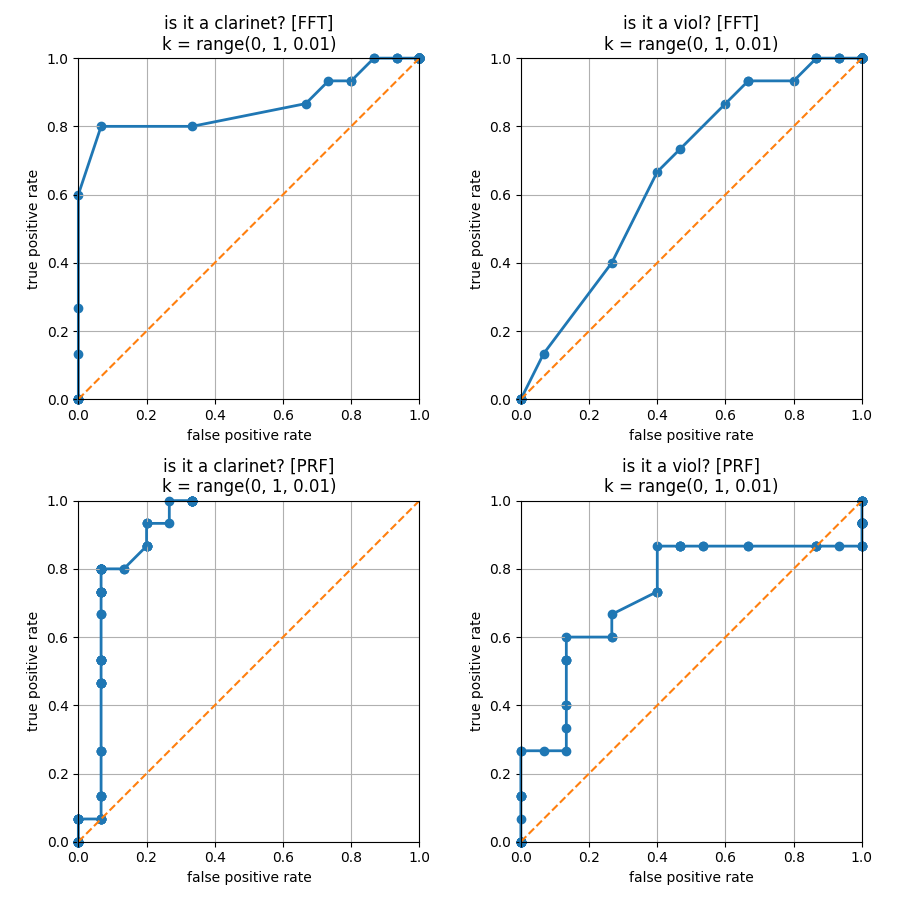 is it a clarinet? [FFT]
k = range(0, 1, 0.01)
1.0
0.8
0.6
0.4
0.2
0.0
true positive rate
0.0 0.2 0.4 0.6 0.8 1.0
false positive rate
is it a viol? [FFT]
k = range(0, 1, 0.01)
1.0
0.8
0.6
0.4
0.2
0.0
true positive rate
0.0 0.2 0.4 0.6 0.8 1.0
false positive rate
is it a clarinet? [PRF]
k = range(0, 1, 0.01)
1.0
0.8
0.6
0.4
0.2
0.0
true positive rate
0.0 0.2 0.4 0.6 0.8 1.0
false positive rate
is it a viol? [PRF]
k = range(0, 1, 0.01)
1.0
0.8
0.6
0.4
0.2
0.0
true positive rate
0.0 0.2 0.4 0.6 0.8 1.0
false positive rate